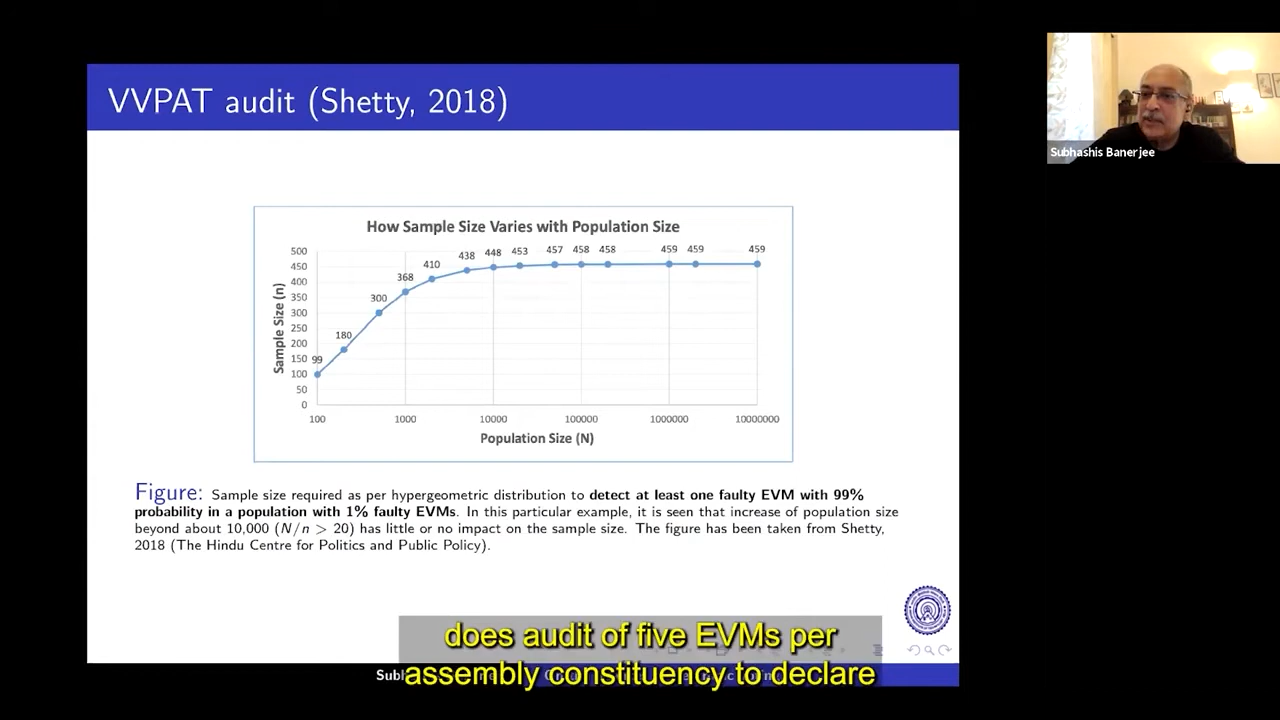 VVPAT audit (Shetty, 2018)
Subhashis Banerjee
How Sample Size Varies with Population Size
Sample Size (n)
500
450
400
350
300
250
200
150
100
50
0
99
180
300
368
410
438
448
453
457
458
458
459
459
459
100
1000
10000
100000
1000000
10000000
Population Size (N)
Figure: Sample size required as per hypergeometric distribution to detect at least one faulty EVM with 99%
probability in a population with 1% faulty EVMs. In this particular example, it is seen that increase of population size
beyond about 10,000 (N/n > 20) has little or no impact on the sample size. The figure has been taken from Shetty,
2018 (The Hindu Centre for Politics and Public Policy).
does audit of five EVMs per
assembly constituency to declare